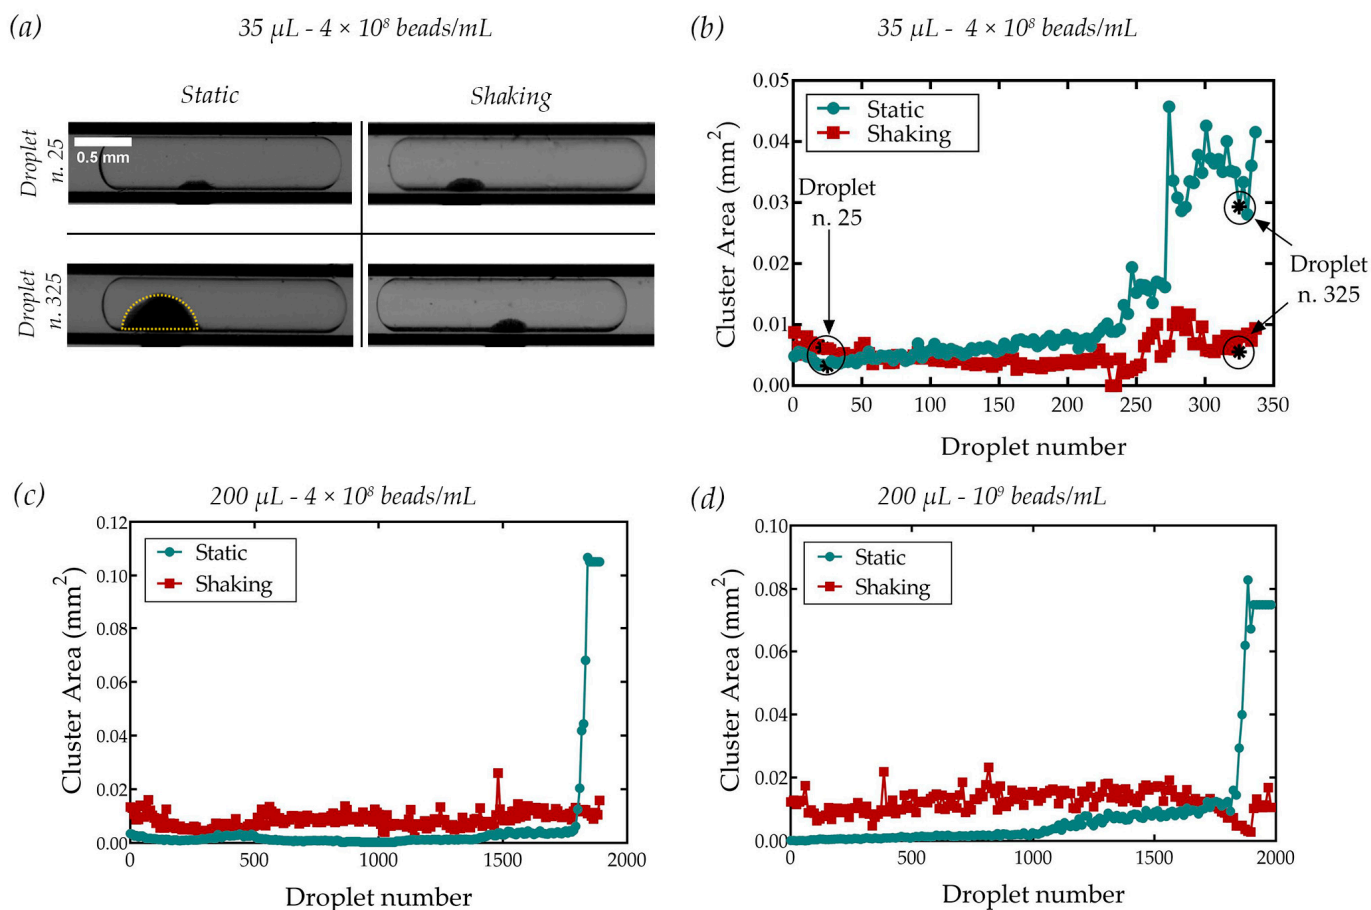 (a)
35 µL - 4 × 10⁸ beads/mL
Static
Shaking
Droplet
n. 25
0.5 mm
Droplet
n. 325
(b)
35 µL - 4 × 10⁸ beads/mL
Cluster Area (mm²)
0.05
0.04
0.03
0.02
0.01
0.00
Static
Shaking
Droplet
n. 25
Droplet
n. 325
0 50 100 150 200 250 300 350
Droplet number
(c)
200 µL - 4 × 10⁸ beads/mL
Cluster Area (mm²)
0.12
0.10
0.08
0.06
0.04
0.02
0.00
Static
Shaking
0 500 1000 1500 2000
Droplet number
(d)
200 µL - 10⁹ beads/mL
Cluster Area (mm²)
0.10
0.08
0.06
0.04
0.02
0.00
Static
Shaking
0 500 1000 1500 2000
Droplet number